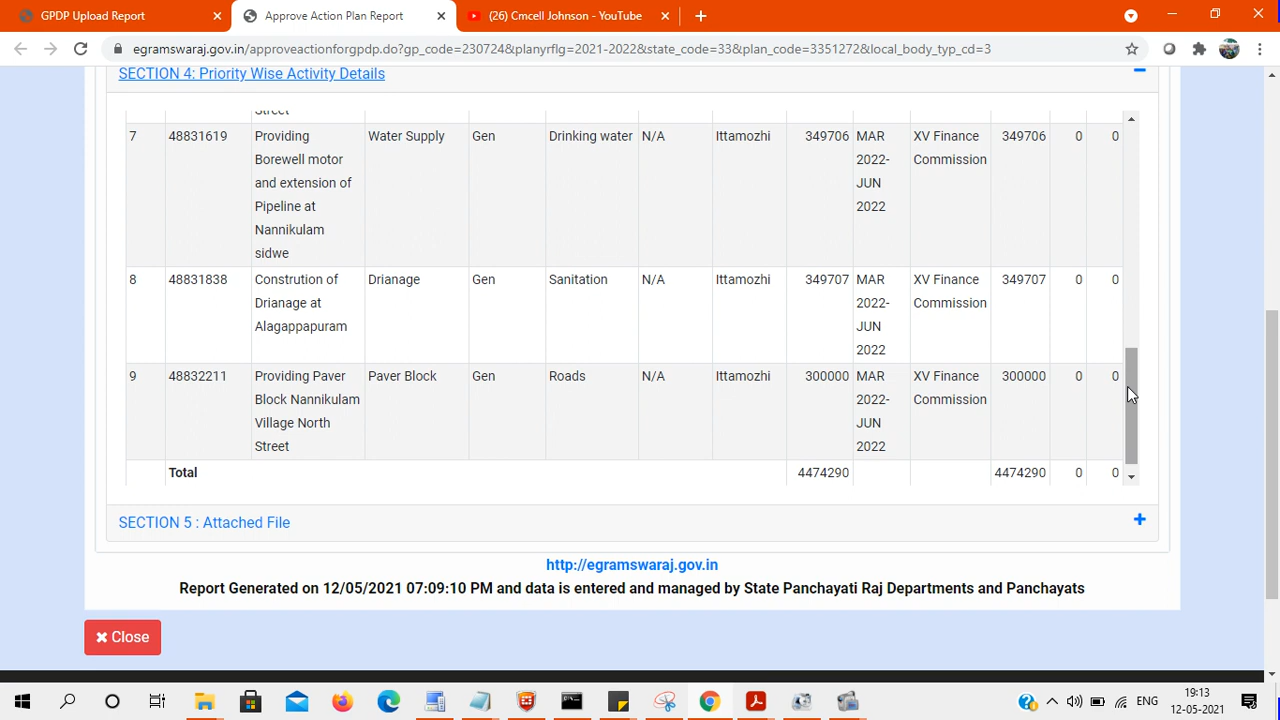 GPDP Upload Report
Approve Action Plan Report
(26) Cmcell Johnson - YouTube
egramswaraj.gov.in/approveactionforgpdp.do?gp_code=230724&planyrflg=2021-2022&state_code=33&plan_code=3351272&local_body_typ_cd=3
SECTION 4: Priority Wise Activity Details
Street
7 48831619 Providing Water Supply Gen Drinking water N/A Ittamozhi 349706 MAR XV Finance 349706 0 0
Borewell motor 2022- Commission
and extension of JUN
Pipeline at 2022
Nannikulam
sidwe
8 48831838 Constrution of Drianage Gen Sanitation N/A Ittamozhi 349707 MAR XV Finance 349707 0 0
Drianage at 2022- Commission
Alagappapuram JUN
2022
9 48832211 Providing Paver Paver Block Gen Roads N/A Ittamozhi 300000 MAR XV Finance 300000 0 0
Block Nannikulam 2022- Commission
Village North JUN
Street 2022
Total 4474290 4474290 0 0
SECTION 5 : Attached File
http://egramswaraj.gov.in
Report Generated on 12/05/2021 07:09:10 PM and data is entered and managed by State Panchayati Raj Departments and Panchayats
Close
ENG
19:13
12-05-2021